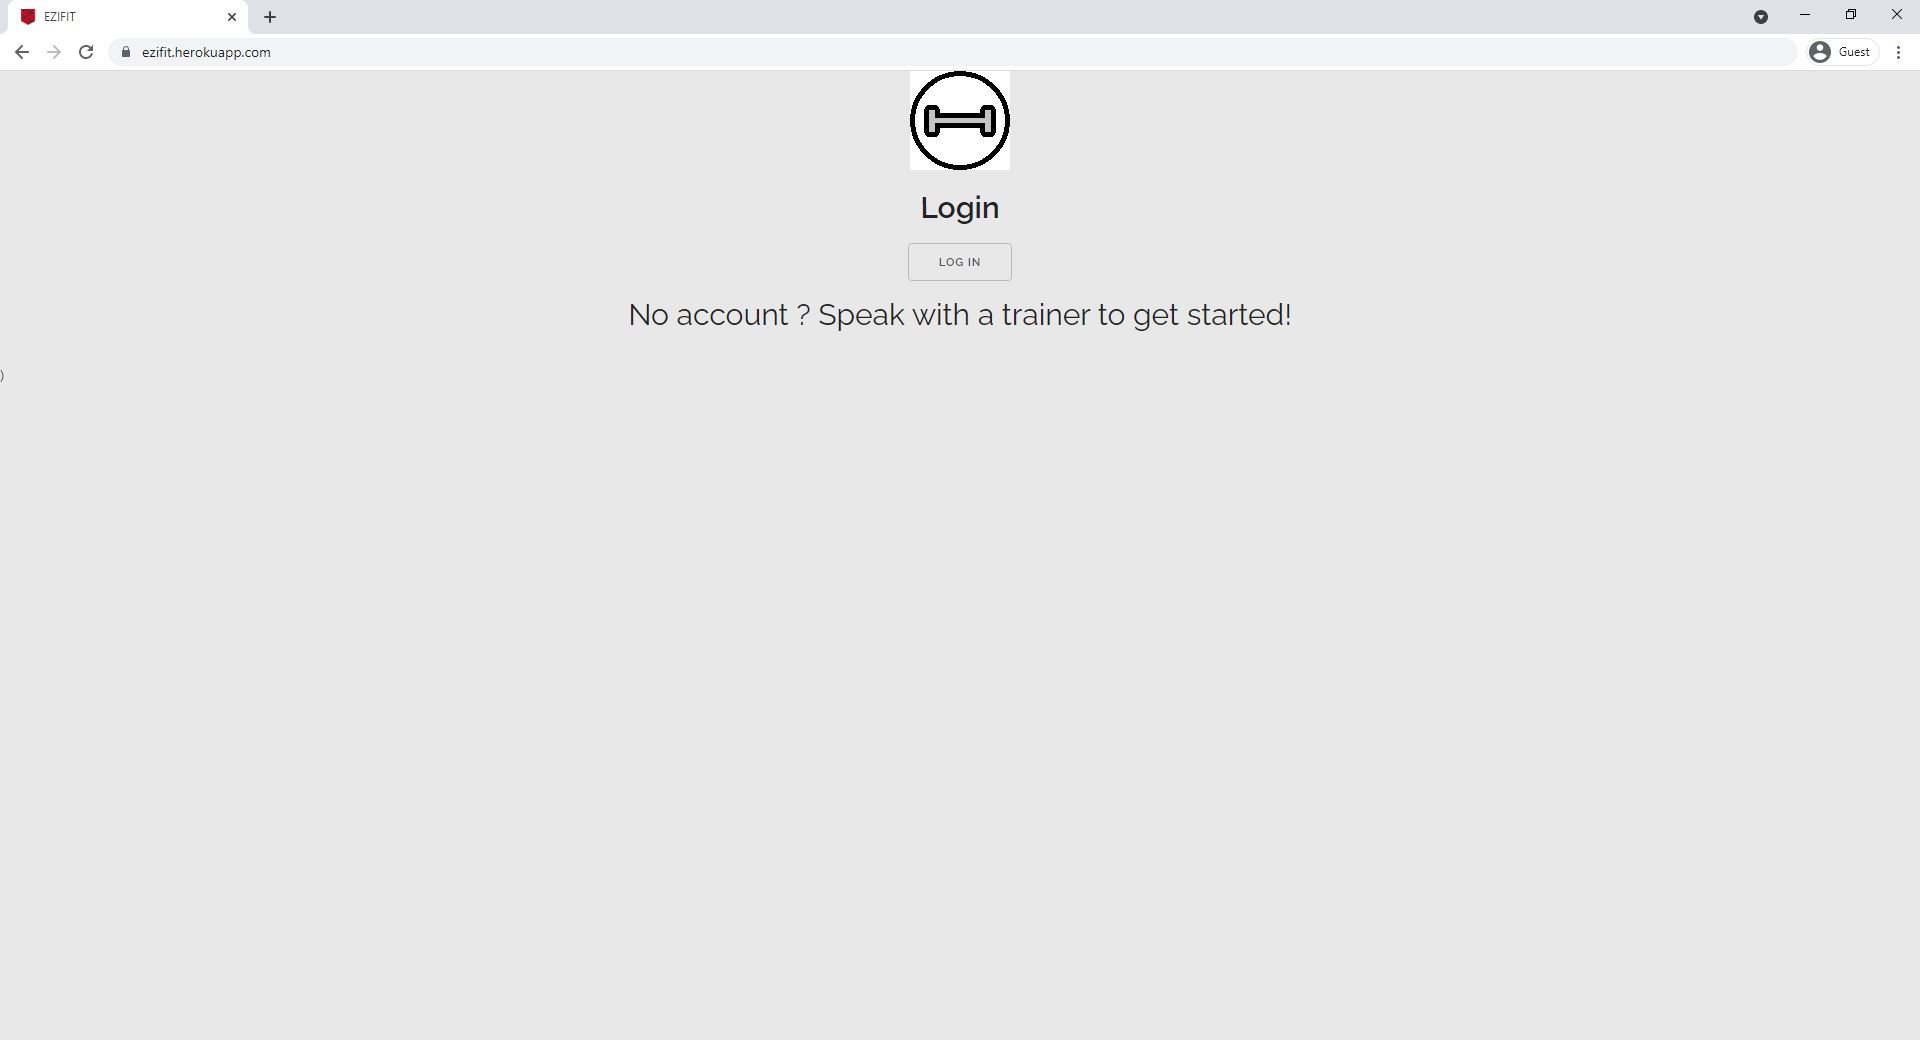 EZIFIT
ezifit.herokuapp.com
Guest
Login
LOG IN
No account ? Speak with a trainer to get started!
)